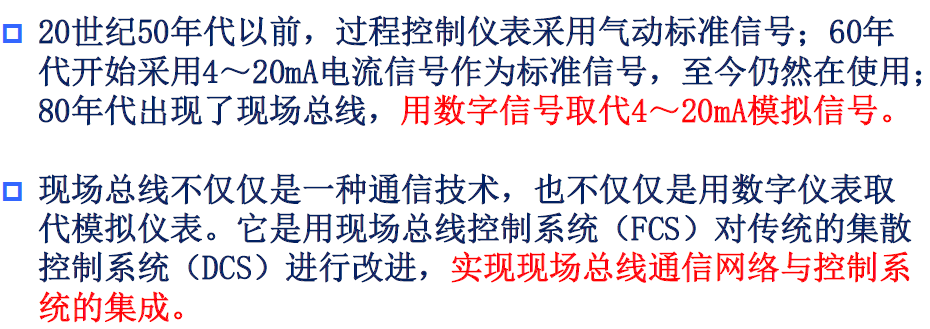 20世纪50年代以前，过程控制仪表采用气动标准信号；60年
代开始采用4～20mA电流信号作为标准信号，至今仍然在使用；
80年代出现了现场总线，用数字信号取代4～20mA模拟信号。
现场总线不仅仅是一种通信技术，也不仅仅是用数字仪表取
代模拟仪表。它是用现场总线控制系统（FCS）对传统的集散
控制系统（DCS）进行改进，实现现场总线通信网络与控制系
统的集成。